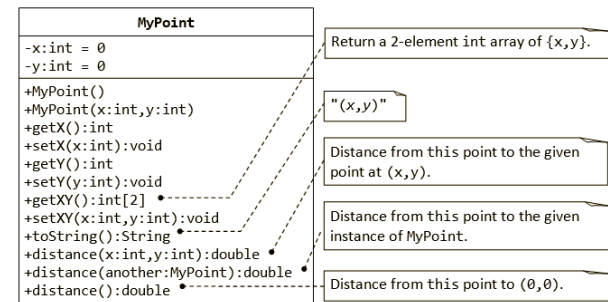 MyPoint
-x:int = 0
-y:int = 0
+MyPoint()
+MyPoint(x:int,y:int)
+getX():int
+setX(x:int):void
+getY():int
+setY(y:int):void
+getXY():int[2]
+setXY(x:int,y:int):void
+toString():String
+distance(x:int,y:int):double
+distance(another:MyPoint):double
+distance():double
Return a 2-element int array of {x,y}.
"(x,y)"
Distance from this point to the given
point at (x,y).
Distance from this point to the given
instance of MyPoint.
Distance from this point to (0,0).